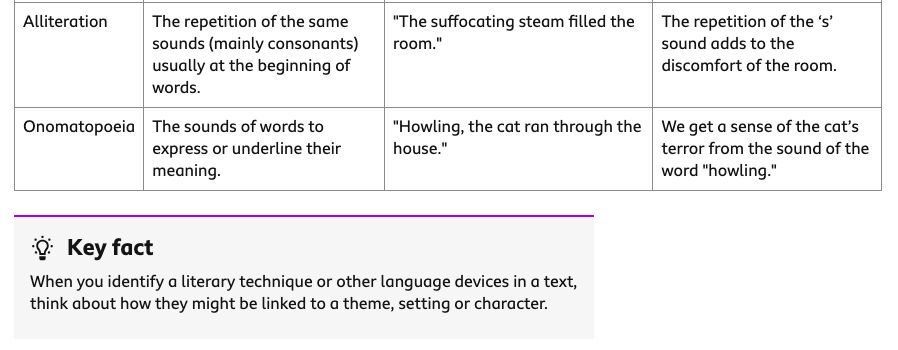 Alliteration
The repetition of the same
sounds (mainly consonants)
usually at the beginning of
words.
"The suffocating steam filled the
room."
The repetition of the ‘s’
sound adds to the
discomfort of the room.
Onomatopoeia
The sounds of words to
express or underline their
meaning.
"Howling, the cat ran through the
house."
We get a sense of the cat’s
terror from the sound of the
word "howling."
Key fact
When you identify a literary technique or other language devices in a text,
think about how they might be linked to a theme, setting or character.